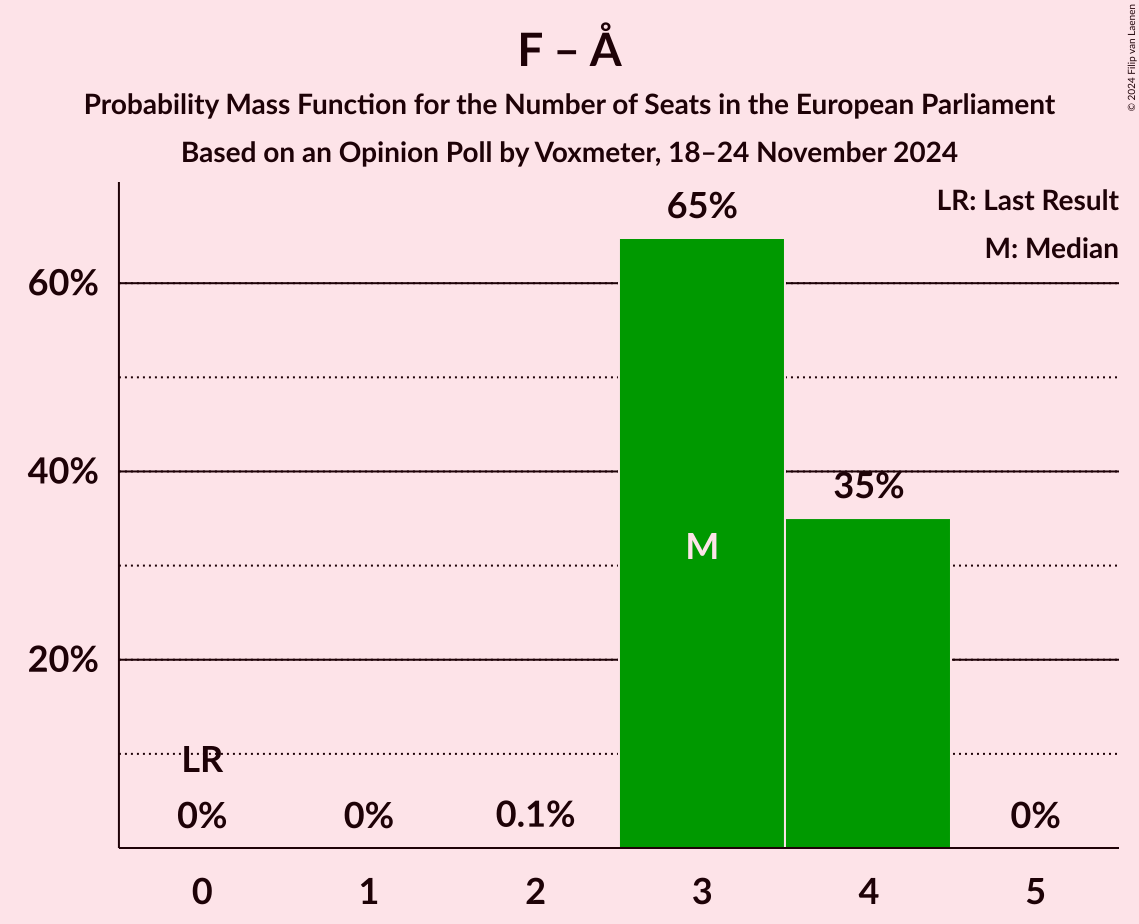 F – Å
Probability Mass Function for the Number of Seats in the European Parliament
Based on an Opinion Poll by Voxmeter, 18–24 November 2024
© 2024 Filip van Laenen
LR: Last Result
M: Median
65%
60%
40%
35%
M
20%
LR
0% 0% 0.1% 0%
0 1 2 3 4 5